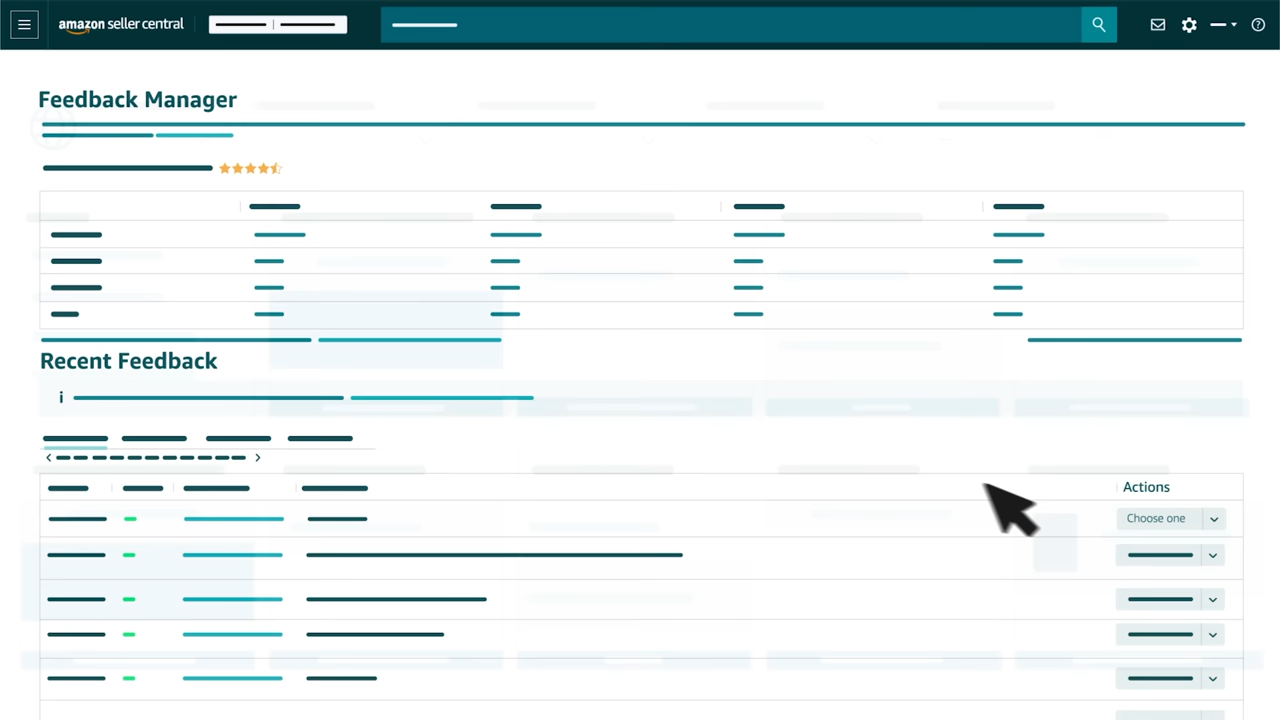 amazon seller central
Feedback Manager
Recent Feedback
i
Actions
Choose one